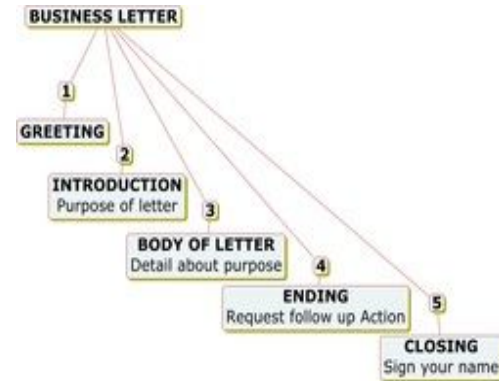 BUSINESS LETTER
1
GREETING
2
INTRODUCTION
Purpose of letter
3
BODY OF LETTER
Detail about purpose
4
ENDING
Request follow up Action
5
CLOSING
Sign your name